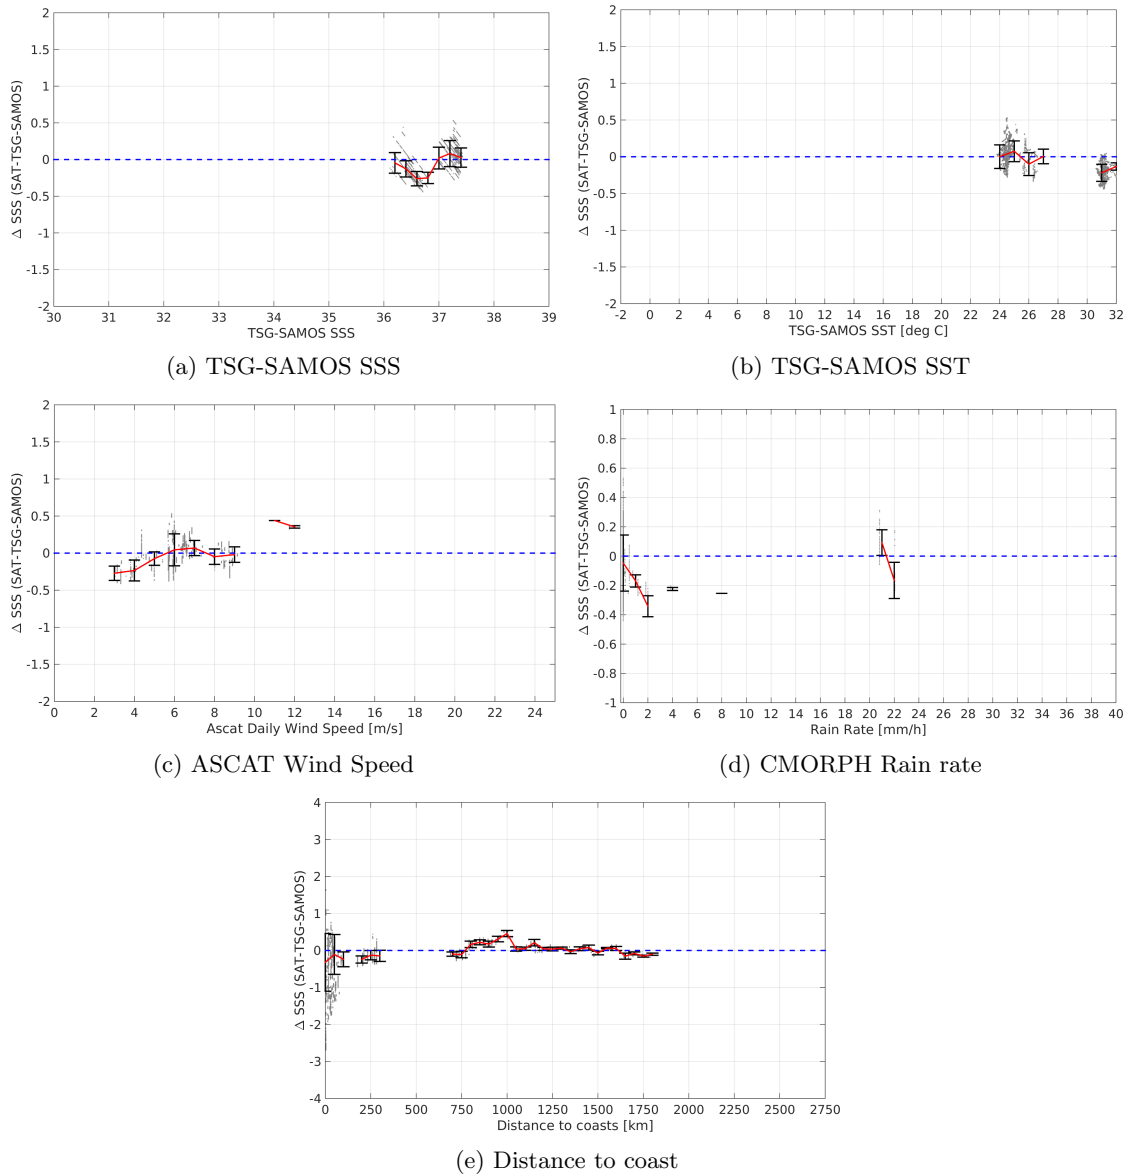 2
1.5
1
0.5
0
-0.5
-1
-1.5
-2
Δ SSS (SAT-TSG-SAMOS)
30 31 32 33 34 35 36 37 38 39
TSG-SAMOS SSS
(a) TSG-SAMOS SSS
2
1.5
1
0.5
0
-0.5
-1
-1.5
-2
Δ SSS (SAT-TSG-SAMOS)
-2 0 2 4 6 8 10 12 14 16 18 20 22 24 26 28 30 32
TSG-SAMOS SST [deg C]
(b) TSG-SAMOS SST
2
1.5
1
0.5
0
-0.5
-1
-1.5
-2
Δ SSS (SAT-TSG-SAMOS)
0 2 4 6 8 10 12 14 16 18 20 22 24
Ascat Daily Wind Speed [m/s]
(c) ASCAT Wind Speed
1
0.8
0.6
0.4
0.2
0
-0.2
-0.4
-0.6
-0.8
-1
Δ SSS (SAT-TSG-SAMOS)
0 2 4 6 8 10 12 14 16 18 20 22 24 26 28 30 32 34 36 38 40
Rain Rate [mm/h]
(d) CMORPH Rain rate
4
3
2
1
0
-1
-2
-3
-4
Δ SSS (SAT-TSG-SAMOS)
0 250 500 750 1000 1250 1500 1750 2000 2250 2500 2750
Distance to coasts [km]
(e) Distance to coast